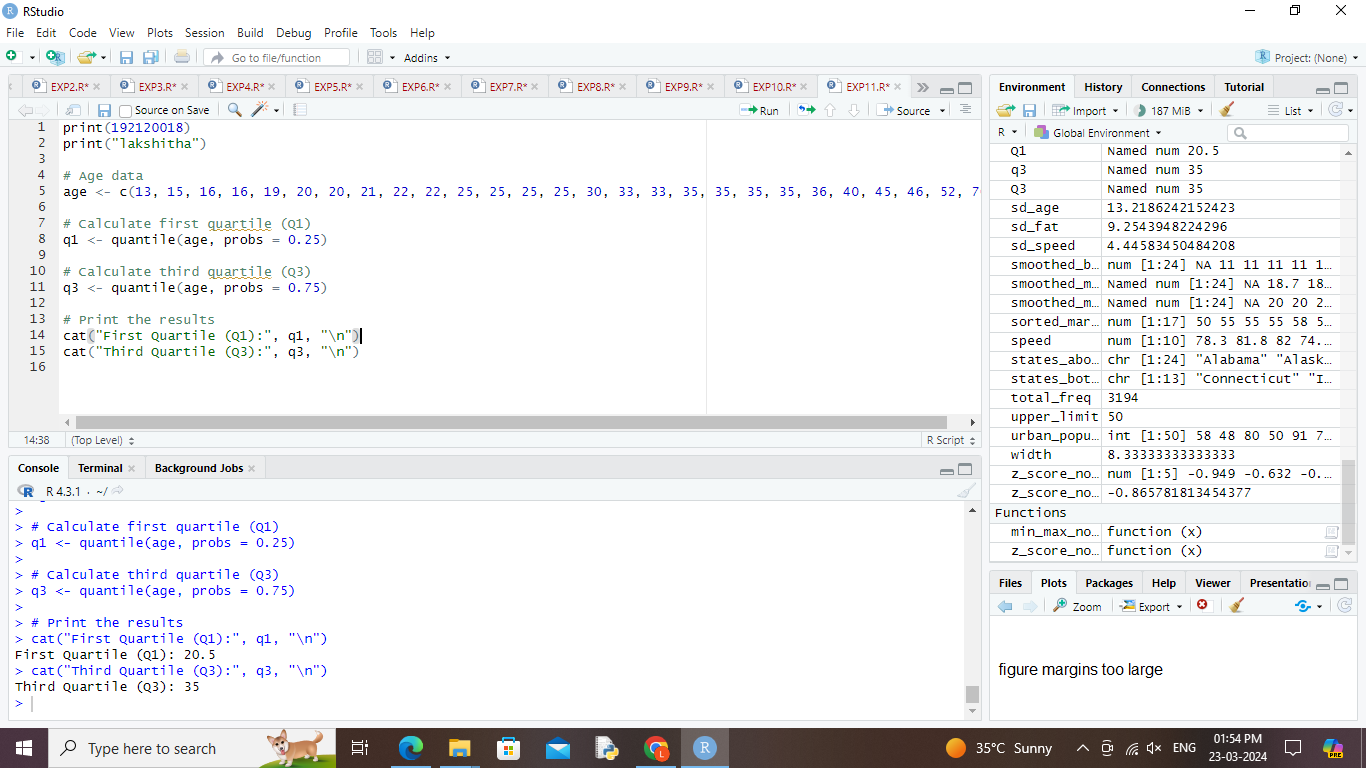 RStudio
File Edit Code View Plots Session Build Debug Profile Tools Help
Go to file/function Addins Project: (None)
EXP2.R* EXP3.R* EXP4.R* EXP5.R* EXP6.R* EXP7.R* EXP8.R* EXP9.R* EXP10.R* EXP11.R*
Source on Save Run Source
1 print(192120018)
2 print("lakshitha")
3
4 # Age data
5 age <- c(13, 15, 16, 16, 19, 20, 20, 21, 22, 22, 25, 25, 25, 25, 30, 33, 33, 35, 35, 35, 35, 36, 40, 45, 46, 52, 7
6
7 # Calculate first quartile (Q1)
8 q1 <- quantile(age, probs = 0.25)
9
10 # Calculate third quartile (Q3)
11 q3 <- quantile(age, probs = 0.75)
12
13 # Print the results
14 cat("First Quartile (Q1):", q1, "\n")
15 cat("Third Quartile (Q3):", q3, "\n")
16
14:38 (Top Level) R Script
Console Terminal Background Jobs
R 4.3.1 · ~/
>
> # Calculate first quartile (Q1)
> q1 <- quantile(age, probs = 0.25)
>
> # Calculate third quartile (Q3)
> q3 <- quantile(age, probs = 0.75)
>
> # Print the results
> cat("First Quartile (Q1):", q1, "\n")
First Quartile (Q1): 20.5
> cat("Third Quartile (Q3):", q3, "\n")
Third Quartile (Q3): 35
>
Environment History Connections Tutorial
Import 187 MiB List
R Global Environment
Q1 Named num 20.5
q3 Named num 35
Q3 Named num 35
sd_age 13.2186242152423
sd_fat 9.2543948224296
sd_speed 4.44583450484208
smoothed_b… num [1:24] NA 11 11 11 11 1…
smoothed_m… Named num [1:24] NA 18.7 18…
smoothed_m… Named num [1:24] NA 20 20 2…
sorted_mar… num [1:17] 50 55 55 55 58 5…
speed num [1:10] 78.3 81.8 82 74.…
states_abo… chr [1:24] "Alabama" "Alask…
states_bot… chr [1:13] "Connecticut" "I…
total_freq 3194
upper_limit 50
urban_popu… int [1:50] 58 48 80 50 91 7…
width 8.33333333333333
z_score_no… num [1:5] -0.949 -0.632 -0.…
z_score_no… -0.865781813454377
Functions
min_max_no… function (x)
z_score_no… function (x)
Files Plots Packages Help Viewer Presentatio
Zoom Export
figure margins too large
Type here to search
35°C Sunny ENG 01:54 PM
23-03-2024